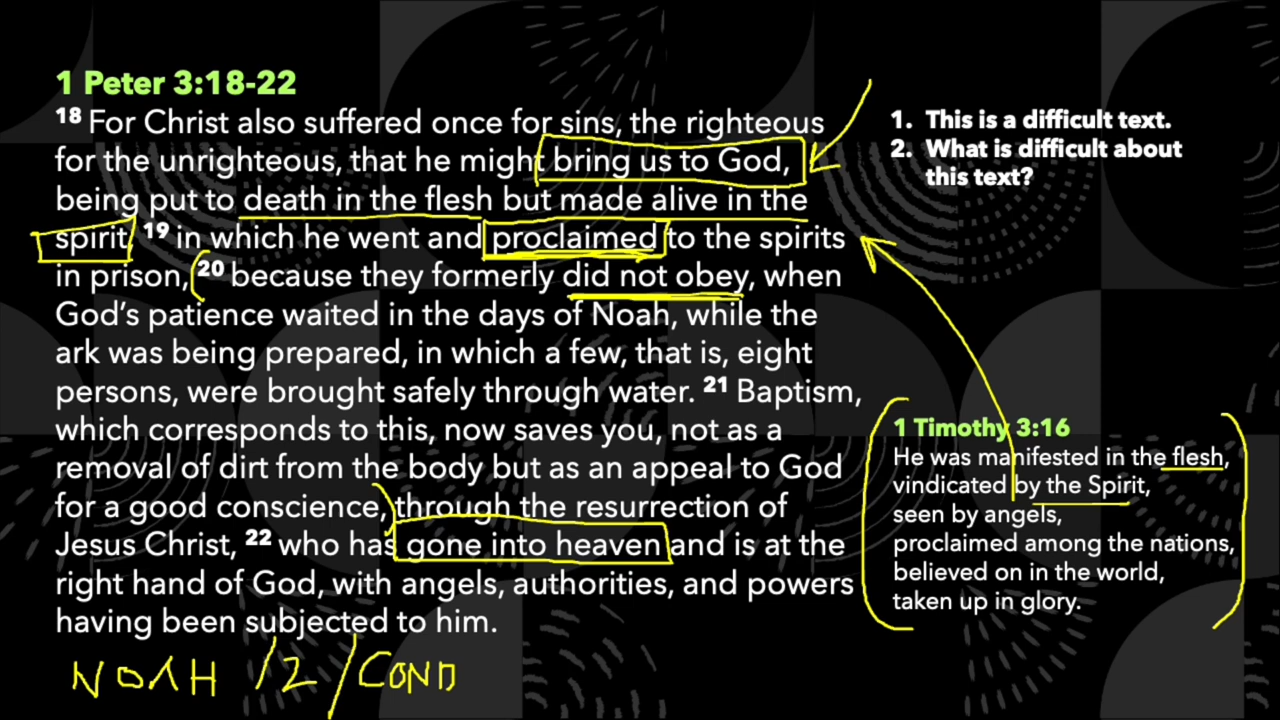 1 Peter 3:18-22
18 For Christ also suffered once for sins, the righteous
for the unrighteous, that he might bring us to God,
being put to death in the flesh but made alive in the
spirit, 19 in which he went and proclaimed to the spirits
in prison, 20 because they formerly did not obey, when
God's patience waited in the days of Noah, while the
ark was being prepared, in which a few, that is, eight
persons, were brought safely through water. 21 Baptism,
which corresponds to this, now saves you, not as a
removal of dirt from the body but as an appeal to God
for a good conscience, through the resurrection of
Jesus Christ, 22 who has gone into heaven and is at the
right hand of God, with angels, authorities, and powers
having been subjected to him.
NOAH /2/COND
1. This is a difficult text.
2. What is difficult about
this text?
1 Timothy 3:16
He was manifested in the flesh,
vindicated by the Spirit,
seen by angels,
proclaimed among the nations,
believed on in the world,
taken up in glory.